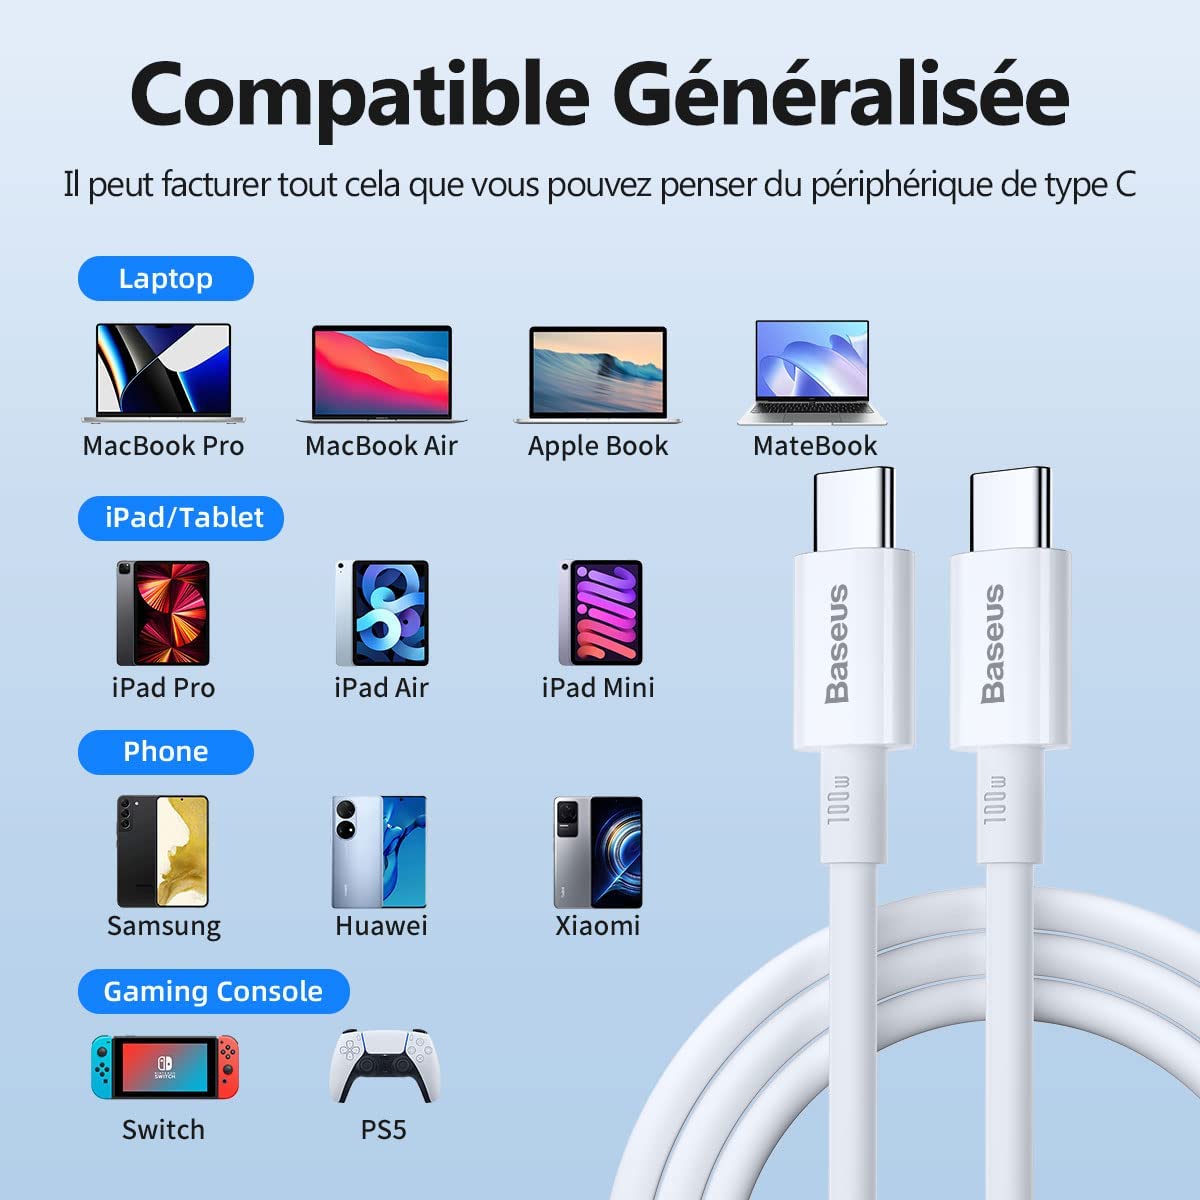 Compatible Généralisée
Il peut facturer tout cela que vous pouvez penser du périphérique de type C
Laptop
MacBook Pro
MacBook Air
Apple Book
MateBook
iPad/Tablet
iPad Pro
iPad Air
iPad Mini
Phone
Samsung
Huawei
Xiaomi
Gaming Console
NINTENDO
SWITCH
Switch
PS5
Baseus
100w
Baseus
100w